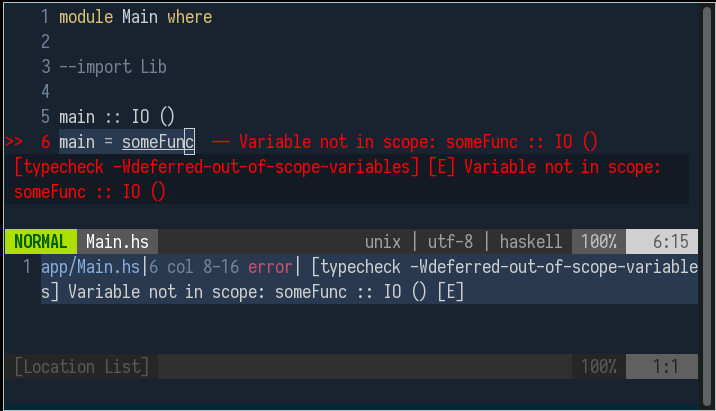 1 module Main where
2
3 --import Lib
4
5 main :: IO ()
>> 6 main = someFunc —— Variable not in scope: someFunc :: IO ()
[typecheck -Wdeferred-out-of-scope-variables] [E] Variable not in scope:
someFunc :: IO ()
NORMAL Main.hs unix | utf-8 | haskell 100% 6:15
1 app/Main.hs|6 col 8-16 error| [typecheck -Wdeferred-out-of-scope-variable
s] Variable not in scope: someFunc :: IO () [E]
[Location List] 100% 1:1